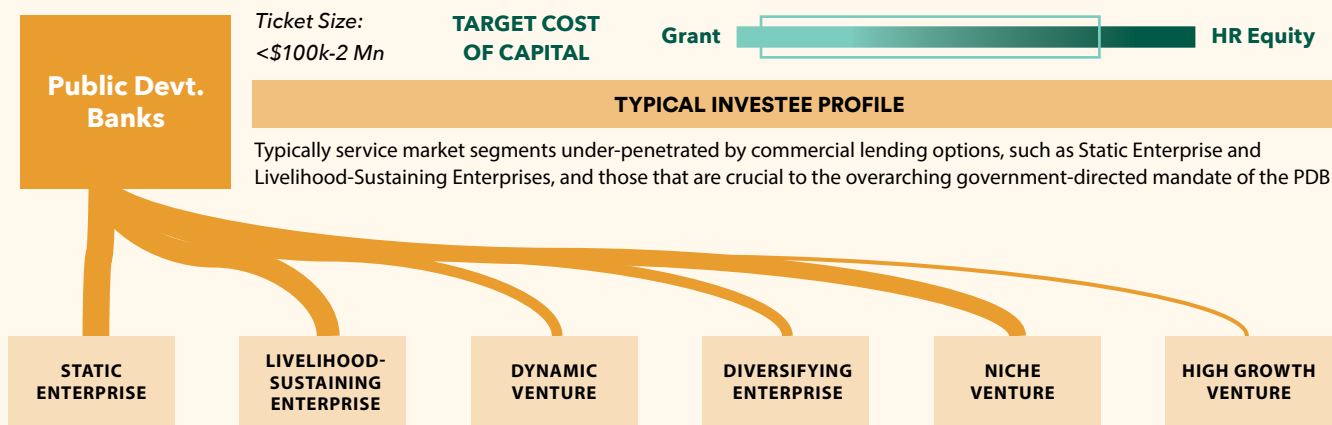 Public Devt.
Banks
Ticket Size:
<$100k-2 Mn
TARGET COST
OF CAPITAL
Grant
HR Equity
TYPICAL INVESTEE PROFILE
Typically service market segments under-penetrated by commercial lending options, such as Static Enterprise and
Livelihood-Sustaining Enterprises, and those that are crucial to the overarching government-directed mandate of the PDB
STATIC
ENTERPRISE
LIVELIHOOD-
SUSTAINING
ENTERPRISE
DYNAMIC
VENTURE
DIVERSIFYING
ENTERPRISE
NICHE
VENTURE
HIGH GROWTH
VENTURE